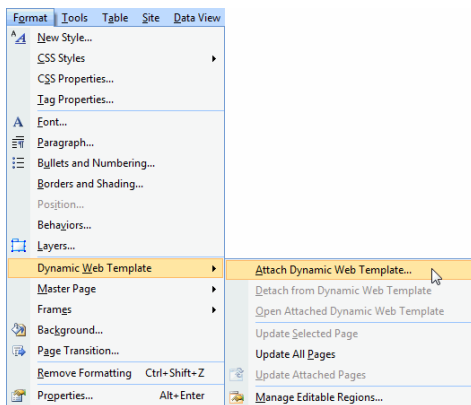 Format Tools Table Site Data View
New Style...
CSS Styles
CSS Properties...
Tag Properties...
Font...
Paragraph...
Bullets and Numbering...
Borders and Shading...
Position...
Behaviors...
Layers...
Dynamic Web Template
Attach Dynamic Web Template...
Master Page
Detach from Dynamic Web Template
Frames
Open Attached Dynamic Web Template
Background...
Update Selected Page
Page Transition...
Update All Pages
Remove Formatting Ctrl+Shift+Z
Update Attached Pages
Properties... Alt+Enter
Manage Editable Regions...